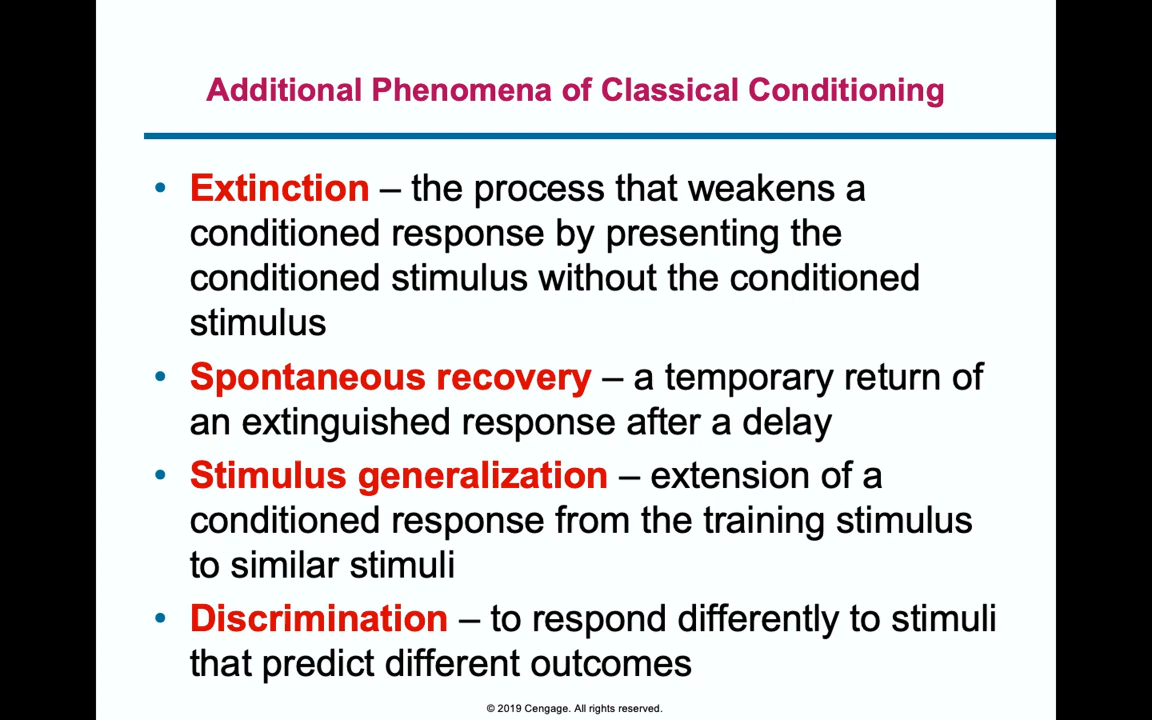 Additional Phenomena of Classical Conditioning
• Extinction – the process that weakens a
conditioned response by presenting the
conditioned stimulus without the conditioned
stimulus
• Spontaneous recovery – a temporary return of
an extinguished response after a delay
• Stimulus generalization – extension of a
conditioned response from the training stimulus
to similar stimuli
• Discrimination – to respond differently to stimuli
that predict different outcomes
© 2019 Cengage. All rights reserved.